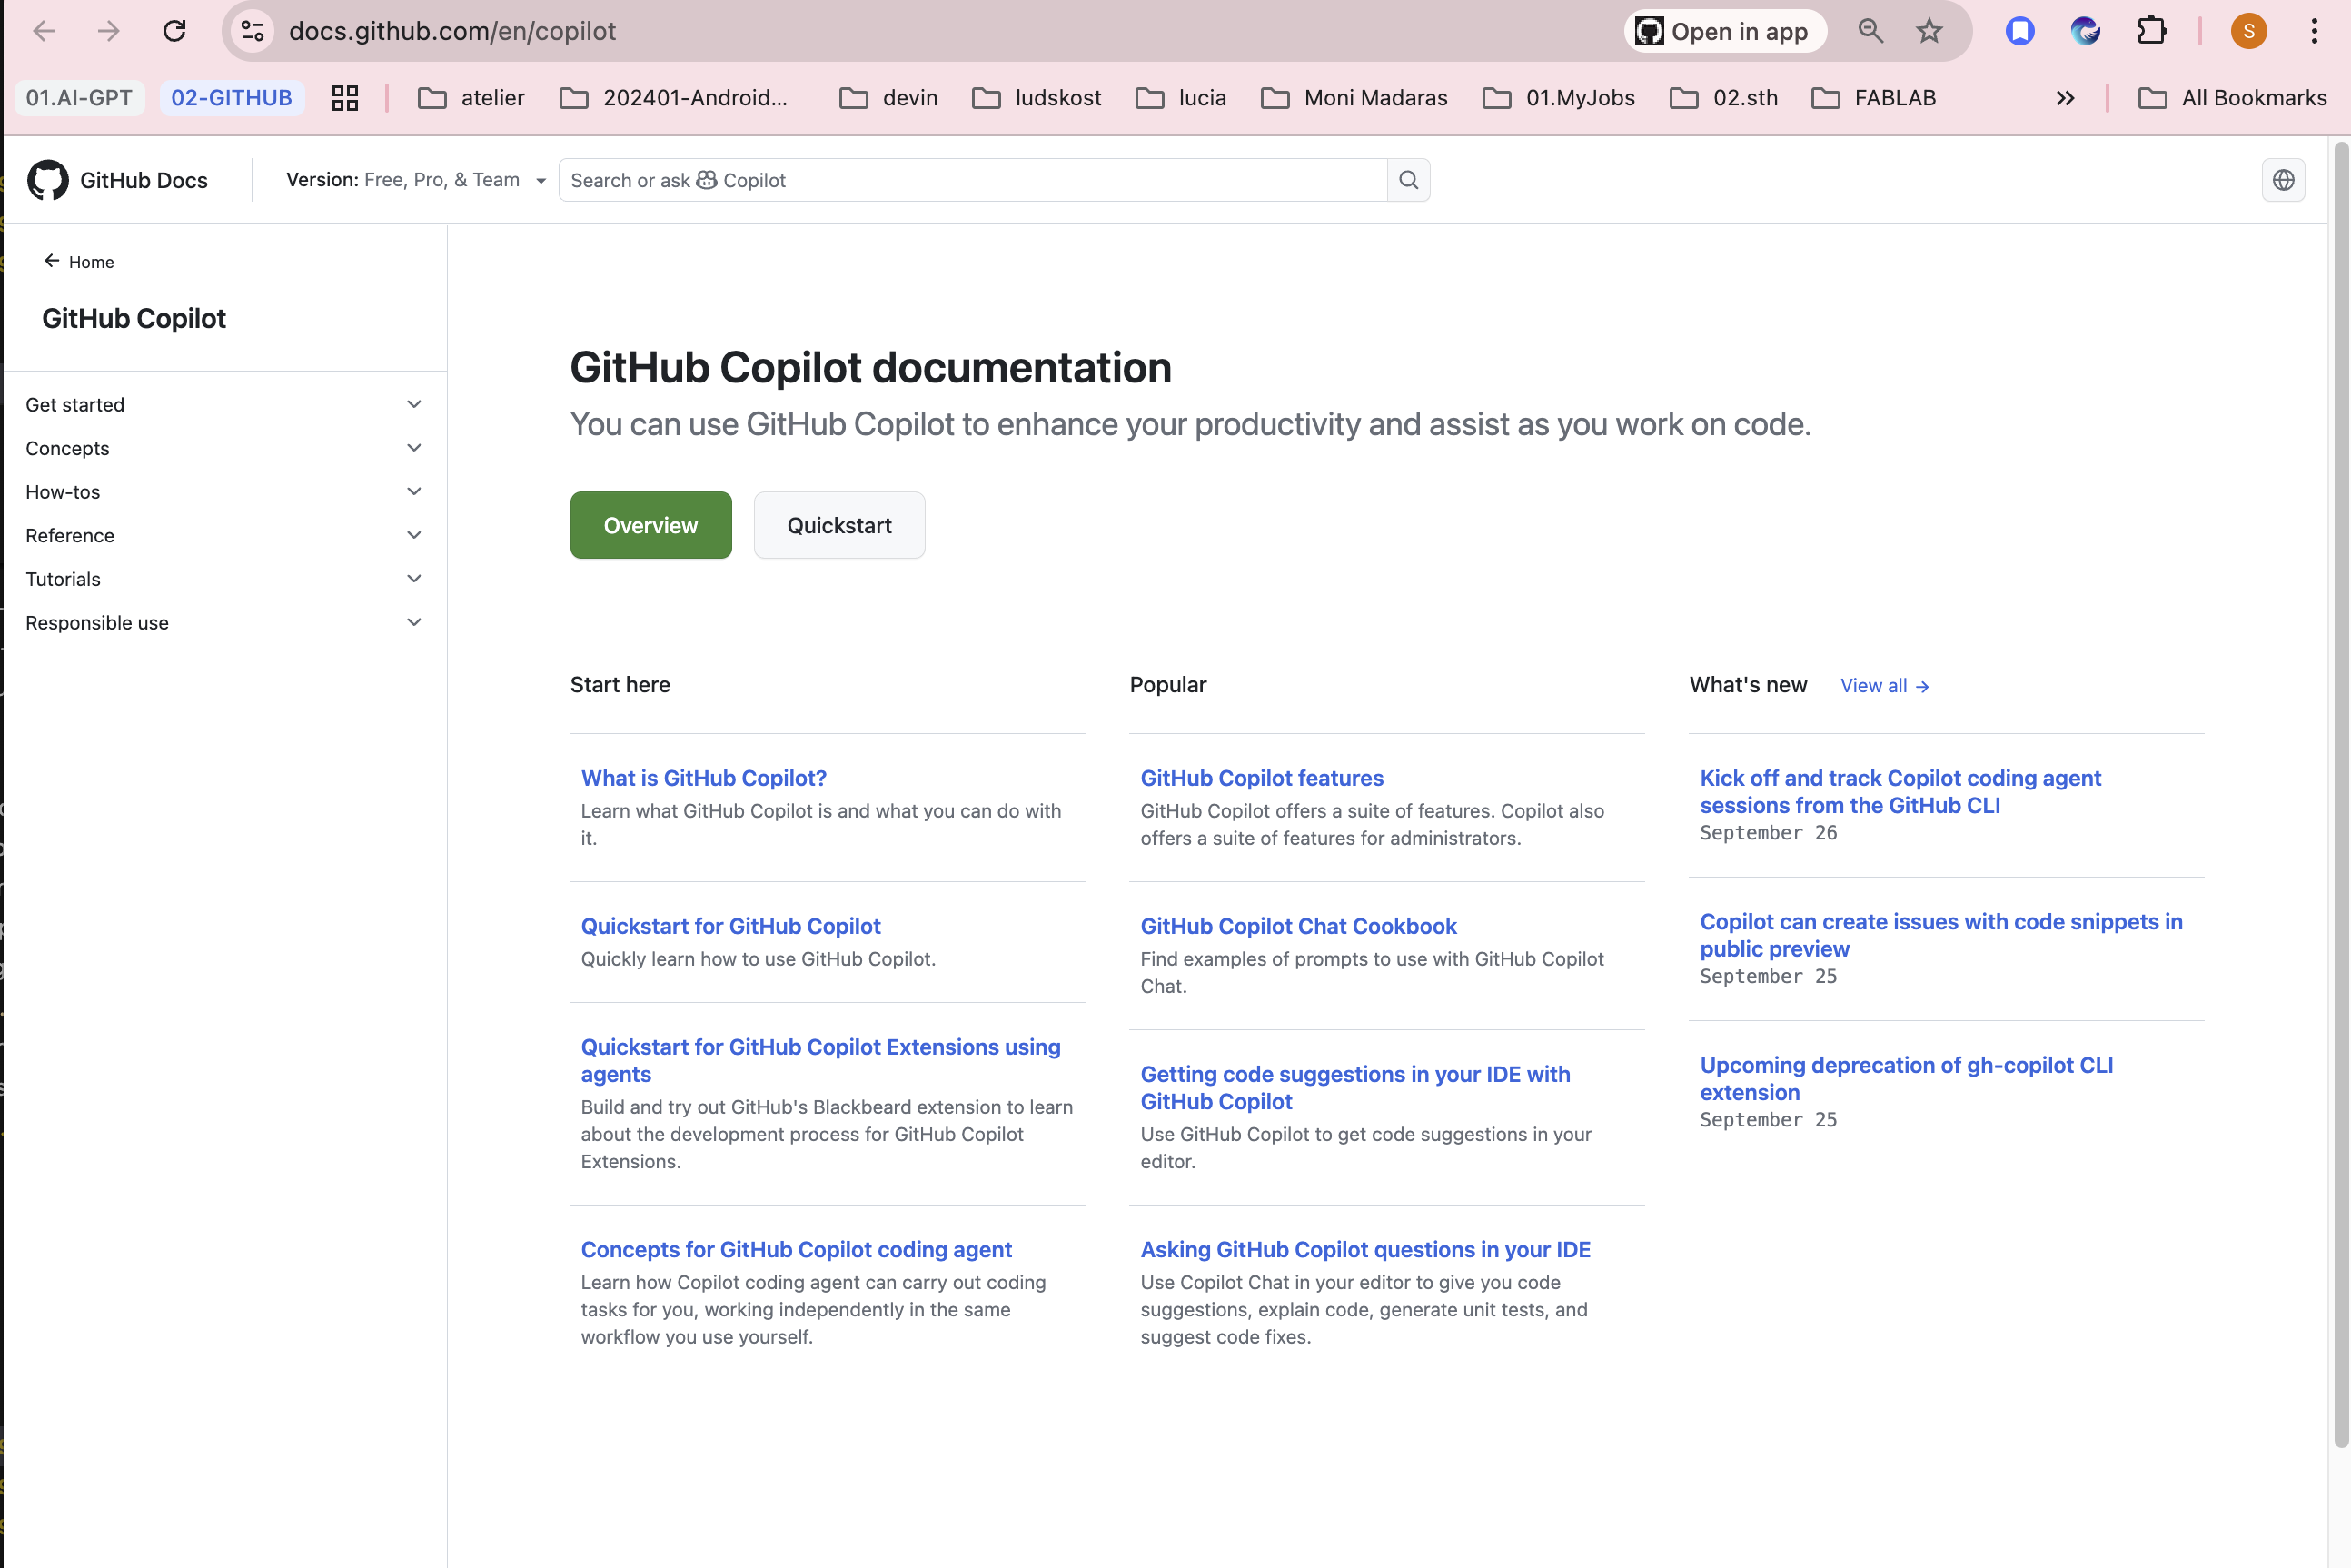 docs.github.com/en/copilot
Open in app
S
01.AI-GPT
02-GITHUB
atelier
202401-Android...
devin
ludskost
lucia
Moni Madaras
01.MyJobs
02.sth
FABLAB
All Bookmarks
GitHub Docs
Version: Free, Pro, & Team
Search or ask Copilot
Home
GitHub Copilot
Get started
Concepts
How-tos
Reference
Tutorials
Responsible use
GitHub Copilot documentation
You can use GitHub Copilot to enhance your productivity and assist as you work on code.
Overview
Quickstart
Start here
What is GitHub Copilot?
Learn what GitHub Copilot is and what you can do with
it.
Quickstart for GitHub Copilot
Quickly learn how to use GitHub Copilot.
Quickstart for GitHub Copilot Extensions using
agents
Build and try out GitHub's Blackbeard extension to learn
about the development process for GitHub Copilot
Extensions.
Concepts for GitHub Copilot coding agent
Learn how Copilot coding agent can carry out coding
tasks for you, working independently in the same
workflow you use yourself.
Popular
GitHub Copilot features
GitHub Copilot offers a suite of features. Copilot also
offers a suite of features for administrators.
GitHub Copilot Chat Cookbook
Find examples of prompts to use with GitHub Copilot
Chat.
Getting code suggestions in your IDE with
GitHub Copilot
Use GitHub Copilot to get code suggestions in your
editor.
Asking GitHub Copilot questions in your IDE
Use Copilot Chat in your editor to give you code
suggestions, explain code, generate unit tests, and
suggest code fixes.
What's new
View all →
Kick off and track Copilot coding agent
sessions from the GitHub CLI
September 26
Copilot can create issues with code snippets in
public preview
September 25
Upcoming deprecation of gh-copilot CLI
extension
September 25